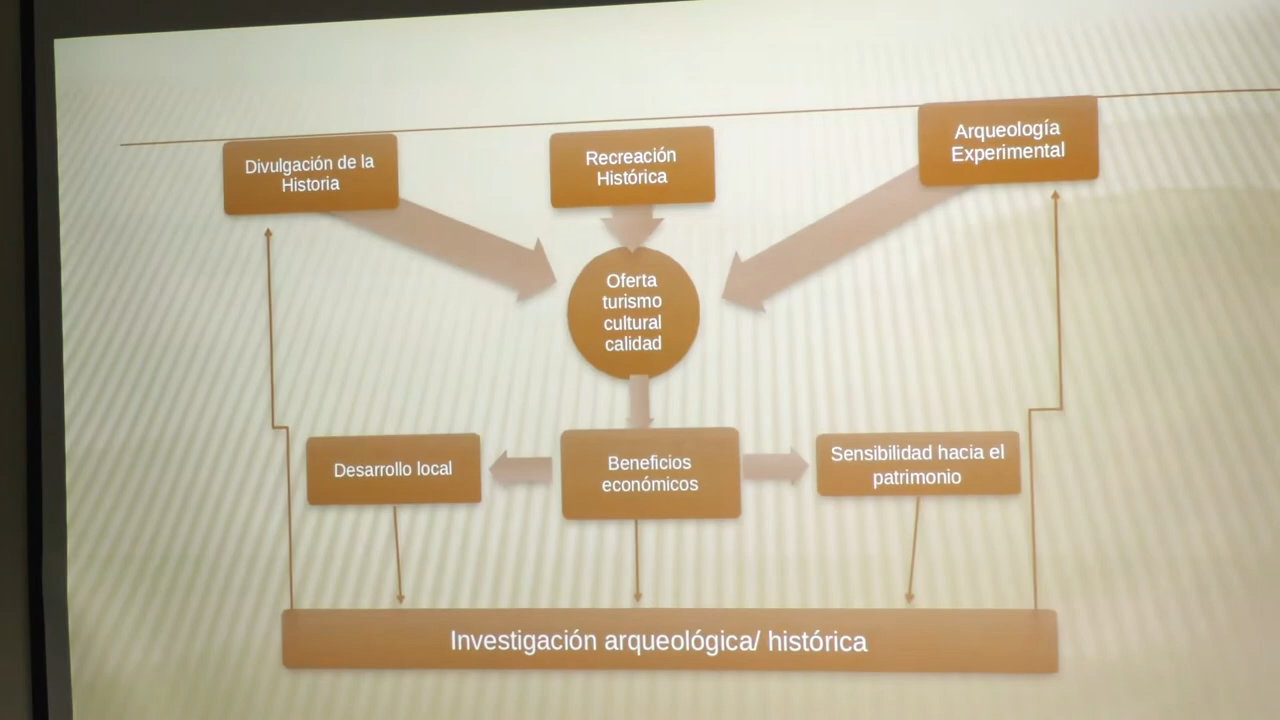 Divulgación de la
Historia
Recreación
Histórica
Arqueología
Experimental
Oferta
turismo
cultural
calidad
Desarrollo local
Beneficios
económicos
Sensibilidad hacia el
patrimonio
Investigación arqueológica/ histórica